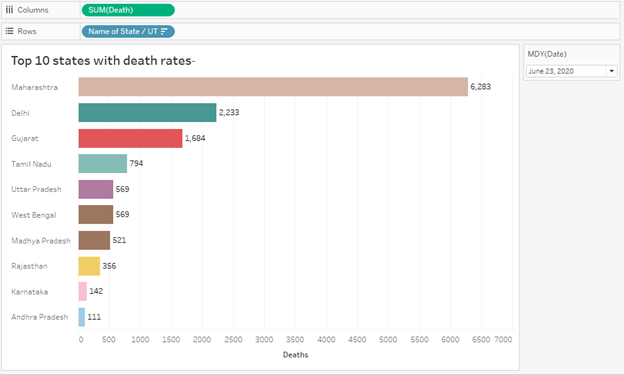 Columns SUM(Death)
Rows Name of State / UT
Top 10 states with death rates-
MDY(Date)
June 23, 2020
Maharashtra 6,283
Delhi 2,233
Gujarat 1,684
Tamil Nadu 794
Uttar Pradesh 569
West Bengal 569
Madhya Pradesh 521
Rajasthan 356
Karnataka 142
Andhra Pradesh 111
0 500 1000 1500 2000 2500 3000 3500 4000 4500 5000 5500 6000 6500 7000
Deaths